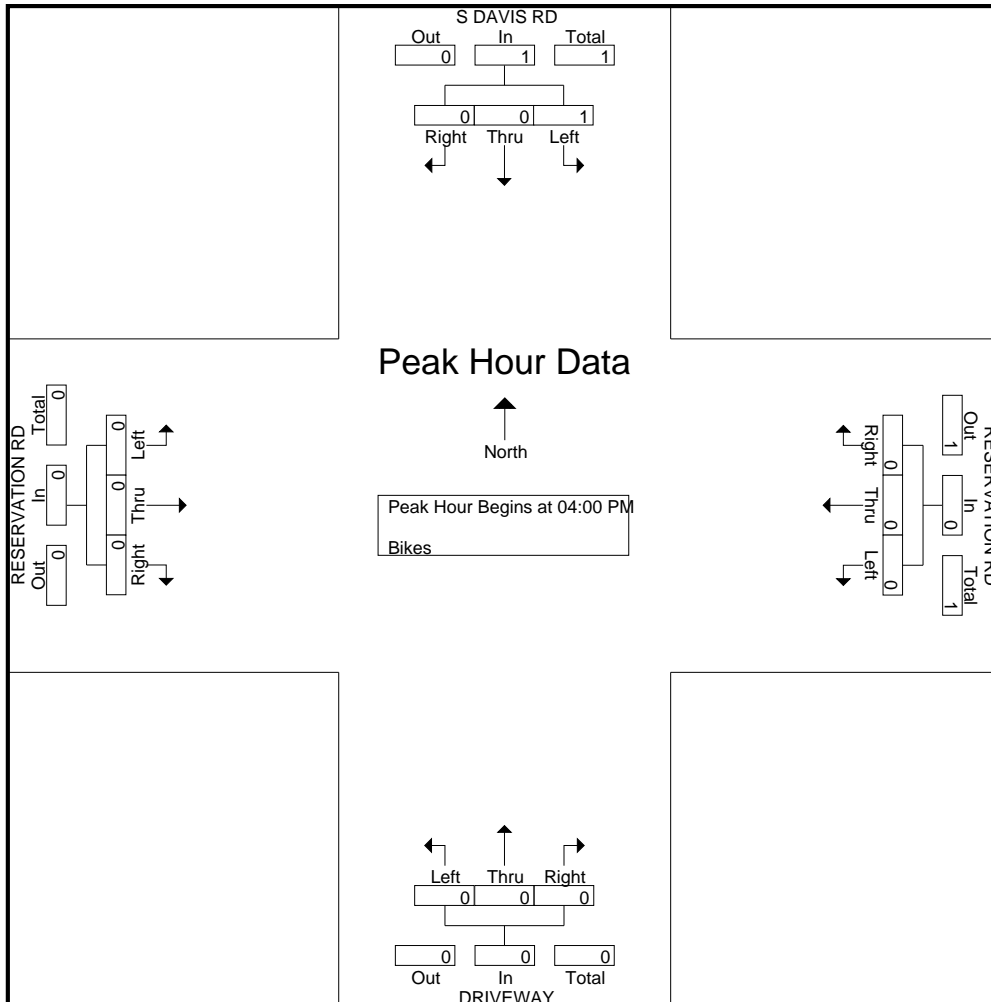 S DAVIS RD
Out In Total
0 1 1
0 0 1
Right Thru Left
Peak Hour Data
North
Peak Hour Begins at 04:00 PM
Bikes
RESERVATION RD
Total In Out
0 0 0
0 0 0
Left Thru Right
Right Thru Left
0 0 0
1 0 1
Out In Total
RESERVATION RD
Left Thru Right
0 0 0
0 0 0
Out In Total
DRIVEWAY